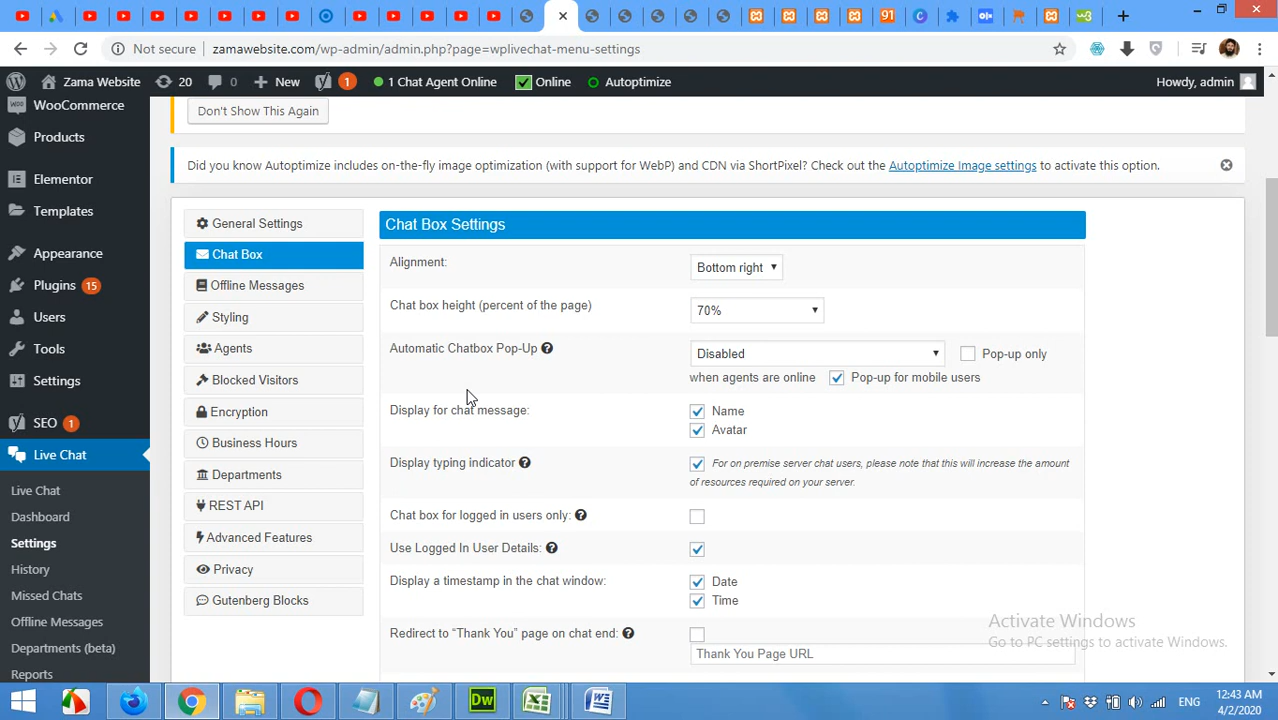 91
Not secure
zamawebsite.com/wp-admin/admin.php?page=wplivechat-menu-settings
Zama Website
20
0
New
1
1 Chat Agent Online
Online
Autoptimize
Howdy, admin
WooCommerce
Products
Elementor
Templates
Appearance
Plugins 15
Users
Tools
Settings
SEO 1
Live Chat
Live Chat
Dashboard
Settings
History
Missed Chats
Offline Messages
Departments (beta)
Reports
Don't Show This Again
Did you know Autoptimize includes on-the-fly image optimization (with support for WebP) and CDN via ShortPixel? Check out the Autoptimize Image settings to activate this option.
General Settings
Chat Box
Offline Messages
Styling
Agents
Blocked Visitors
Encryption
Business Hours
Departments
REST API
Advanced Features
Privacy
Gutenberg Blocks
Chat Box Settings
Alignment:
Bottom right
Chat box height (percent of the page)
70%
Automatic Chatbox Pop-Up
Disabled
Pop-up only
when agents are online
Pop-up for mobile users
Display for chat message:
Name
Avatar
Display typing indicator
For on premise server chat users, please note that this will increase the amount
of resources required on your server.
Chat box for logged in users only:
Use Logged In User Details:
Display a timestamp in the chat window:
Date
Time
Redirect to “Thank You” page on chat end:
Thank You Page URL
Activate Windows
Go to PC settings to activate Windows.
Dw
ENG
12:43 AM
4/2/2020